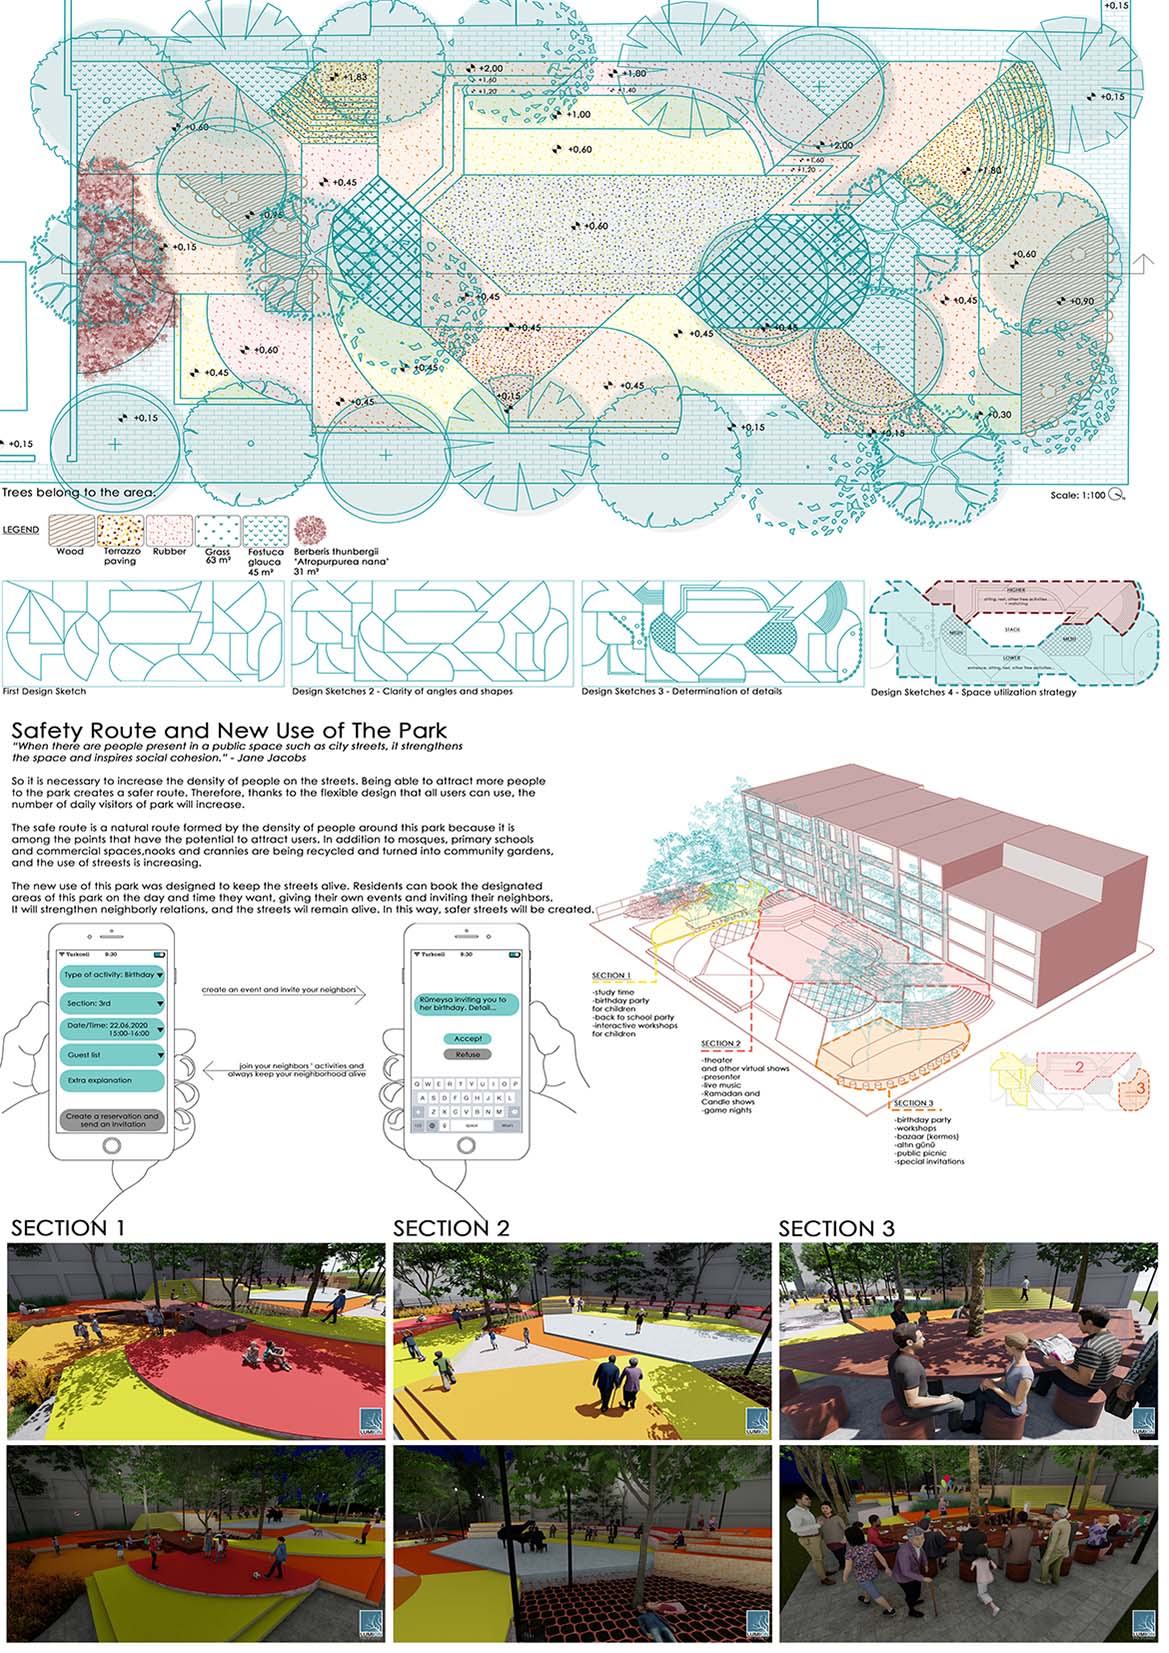 +0,15
+1,83
+2,00
+1,60
+1,20
+1,80
+1,40
+0,15
+1,00
+0,60
+0,60
+2,00
+1,60
+1,20
+1,80
+0,45
+0,95
+0,60
+0,15
+0,60
+0,45
+0,45
+0,90
+0,45
+0,45
+0,45
+0,60
+0,45
+0,45
+0,45
+0,15
+0,45
+0,30
+0,15
+0,15
+0,15
+0,15
Trees belong to the area.
Scale: 1:100
LEGEND
Wood
Terrazzo
paving
Rubber
Grass
63 m²
Festuca
glauca
45 m²
Berberis thunbergii
"Atropurpurea nana"
31 m²
HIGHER
STAGE
MESH
MESH
LOWER
First Design Sketch
Design Sketches 2 - Clarity of angles and shapes
Design Sketches 3 - Determination of details
Design Sketches 4 - Space utilization strategy
Safety Route and New Use of The Park
"When there are people present in a public space such as city streets, it strengthens
the space and inspires social cohesion." - Jane Jacobs
So it is necessary to increase the density of people on the streets. Being able to attract more people
to the park creates a safer route. Therefore, thanks to the flexible design that all users can use, the
number of daily visitors of park will increase.
The safe route is a natural route formed by the density of people around this park because it is
among the points that have the potential to attract users. In addition to mosques, primary schools
and commercial spaces,nooks and crannies are being recycled and turned into community gardens,
and the use of streests is increasing.
The new use of this park was designed to keep the streets alive. Residents can book the designated
areas of this park on the day and time they want, giving their own events and inviting their neighbors.
It will strengthen neighborly relations, and the streets wil remain alive. In this way, safer streets will be created.
Turkcell 9:30
Type of activity: Birthday
Section: 3rd
Date/Time: 22.06.2020
15:00-16:00
Guest list
Extra explanation
Create a reservation and
send an invitation
create an event and invite your neighbors
join your neighbors ' activities and
always keep your neighborhood alive
Turkcell 9:30
Rümeysa inviting you to
her birthday. Detail...
Accept
Refuse
Q W E R T Y U I O P
A S D F G H J K L
Z X C V B N M
123 space return
SECTION 1
-study time
-birthday party
for children
-back to school party
-interactive workshops
for children
SECTION 2
-theater
and other virtual shows
-presenter
-live music
-Ramadan and
Candle shows
-game nights
SECTION 3
-birthday party
-workshops
-bazaar (kermes)
-altın günü
-public picnic
-special invitations
1
2
3
SECTION 1
SECTION 2
SECTION 3
LUMION
LUMION
LUMION
LUMION
LUMION
LUMION